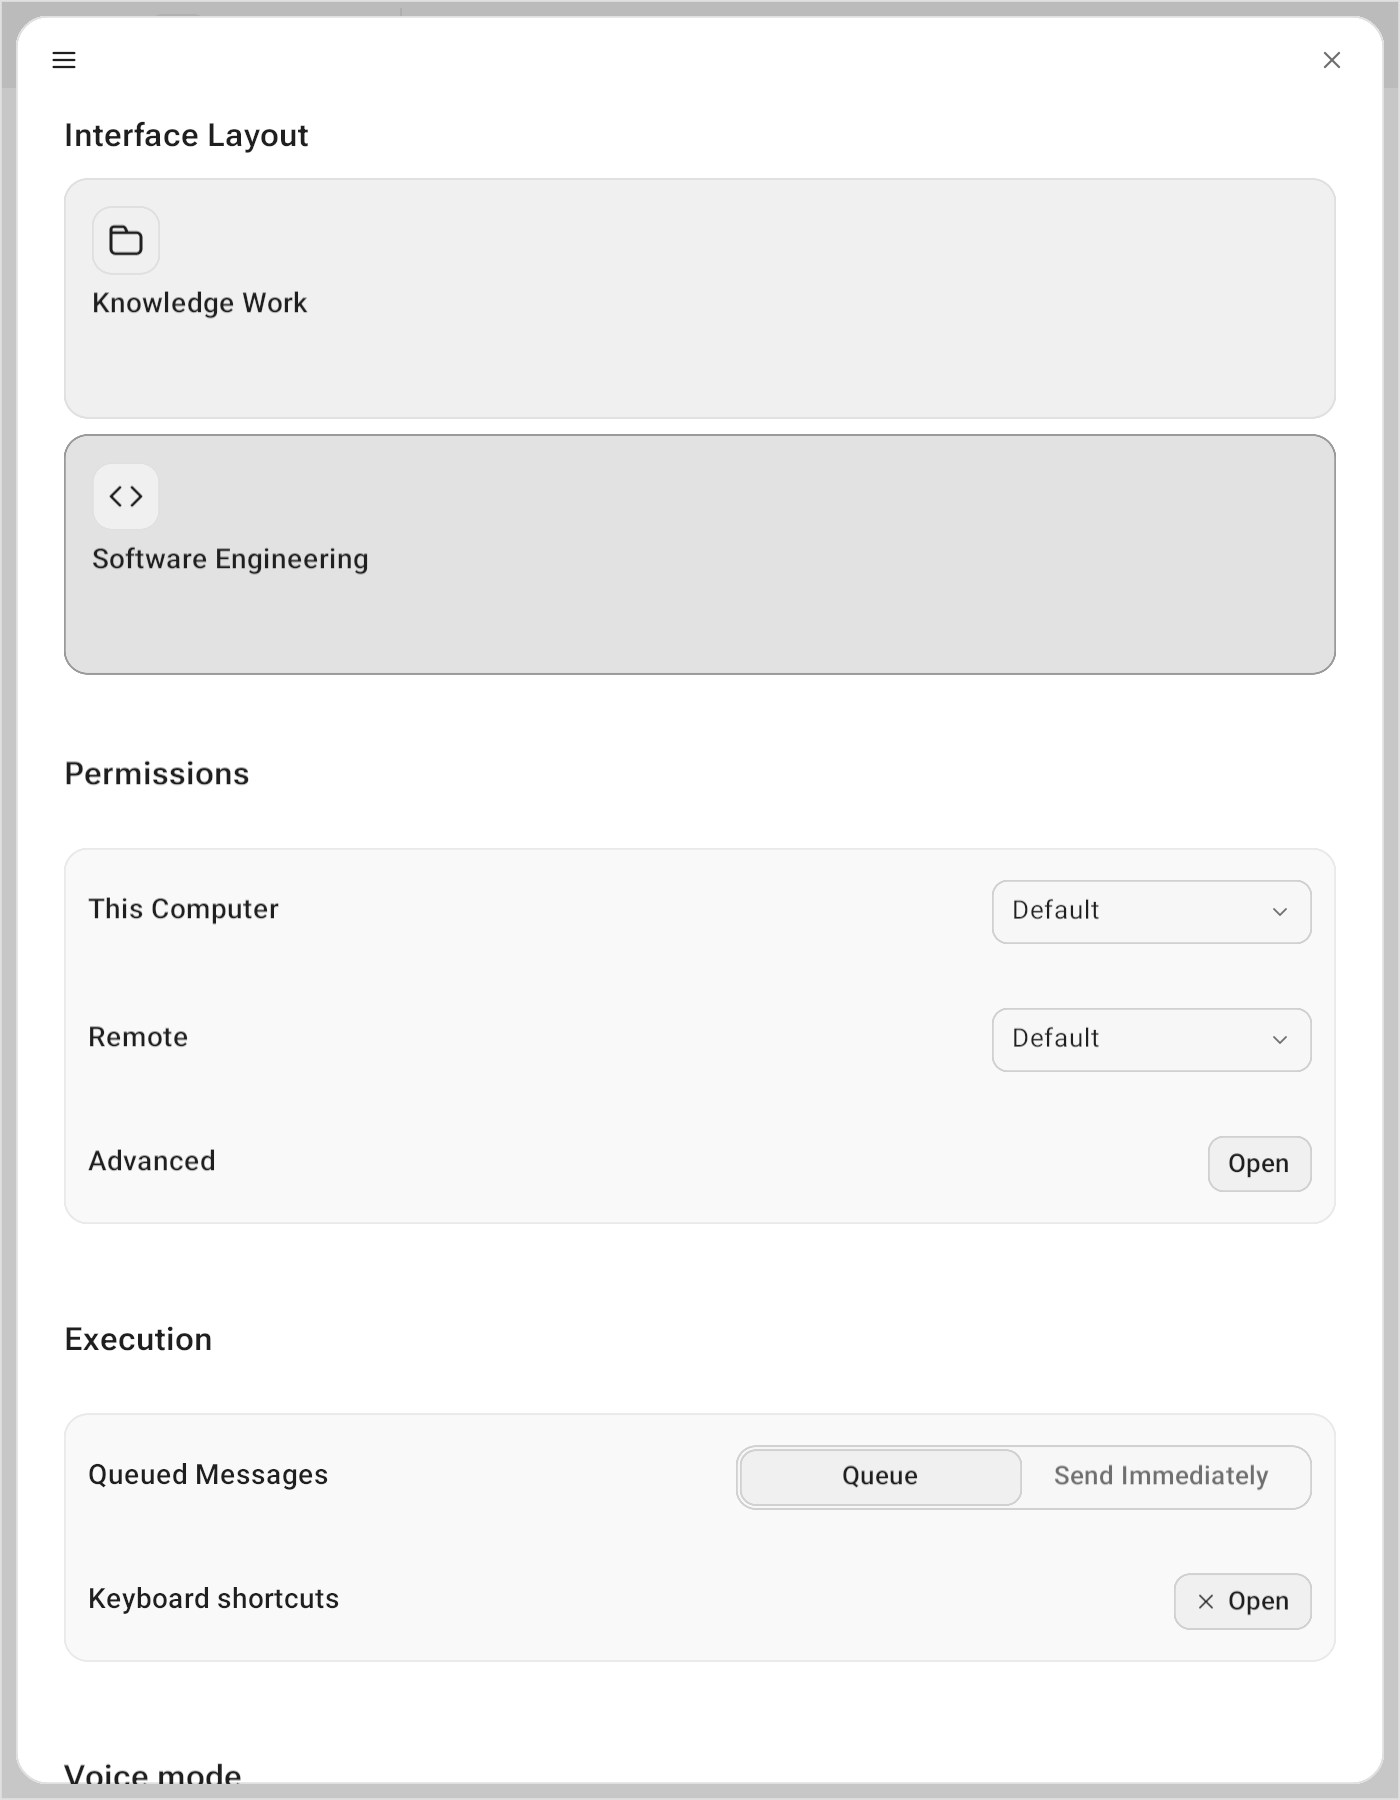 Interface Layout
Knowledge Work
Software Engineering
Permissions
This Computer
Default
Remote
Default
Advanced
Open
Execution
Queued Messages
Queue
Send Immediately
Keyboard shortcuts
Open
Voice mode